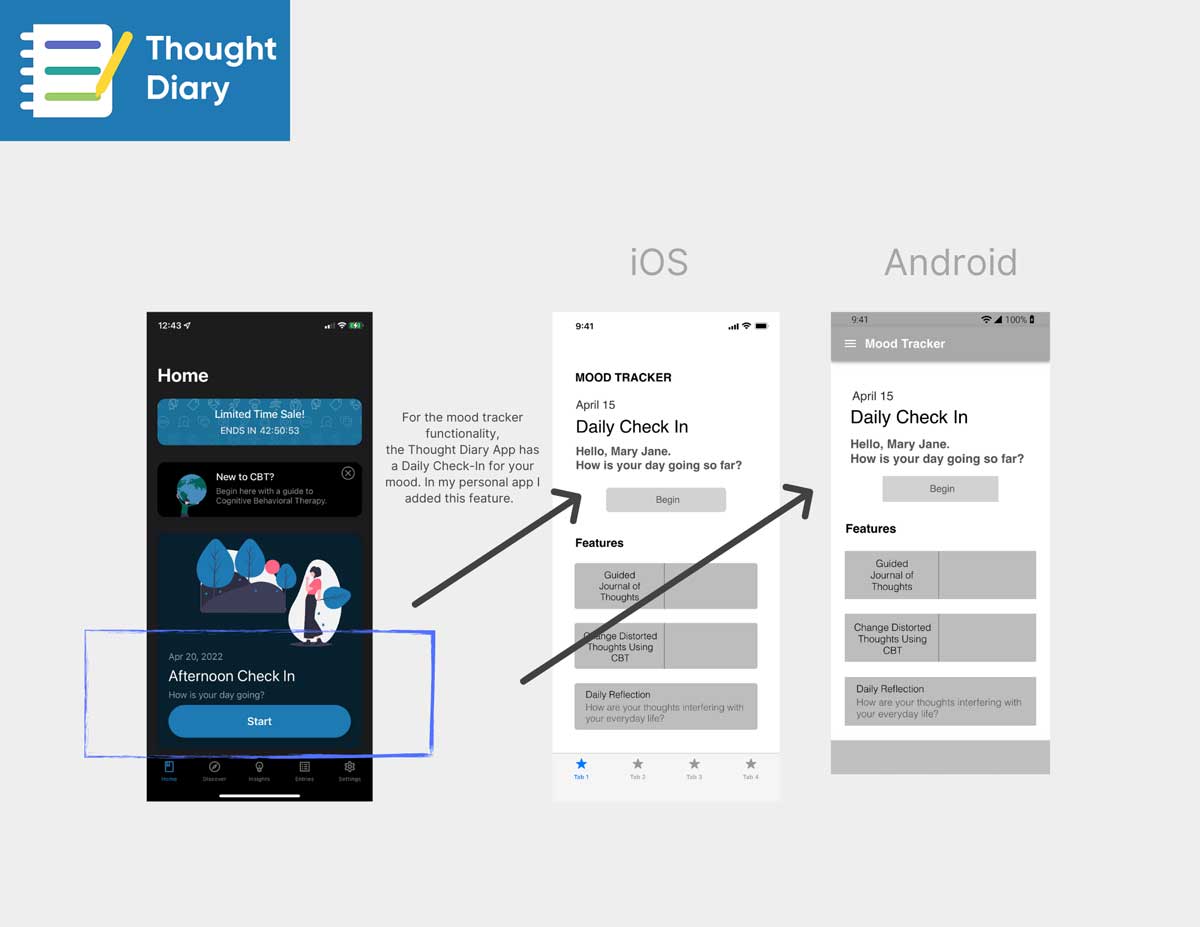 Thought
Diary
iOS
Android
12:43
Home
Limited Time Sale!
ENDS IN 42:50:53
New to CBT?
Begin here with a guide to
Cognitive Behavioral Therapy.
Apr 20, 2022
Afternoon Check In
How is your day going?
Start
Home
Discover
Insights
Entries
Settings
For the mood tracker
functionality,
the Thought Diary App has
a Daily Check-In for your
mood. In my personal app I
added this feature.
9:41
MOOD TRACKER
April 15
Daily Check In
Hello, Mary Jane.
How is your day going so far?
Begin
Features
Guided
Journal of
Thoughts
Change Distorted
Thoughts Using
CBT
Daily Reflection
How are your thoughts interfering with
your everyday life?
Tab 1
Tab 2
Tab 3
Tab 4
9:41
100%
Mood Tracker
April 15
Daily Check In
Hello, Mary Jane.
How is your day going so far?
Begin
Features
Guided
Journal of
Thoughts
Change Distorted
Thoughts Using
CBT
Daily Reflection
How are your thoughts interfering with
your everyday life?